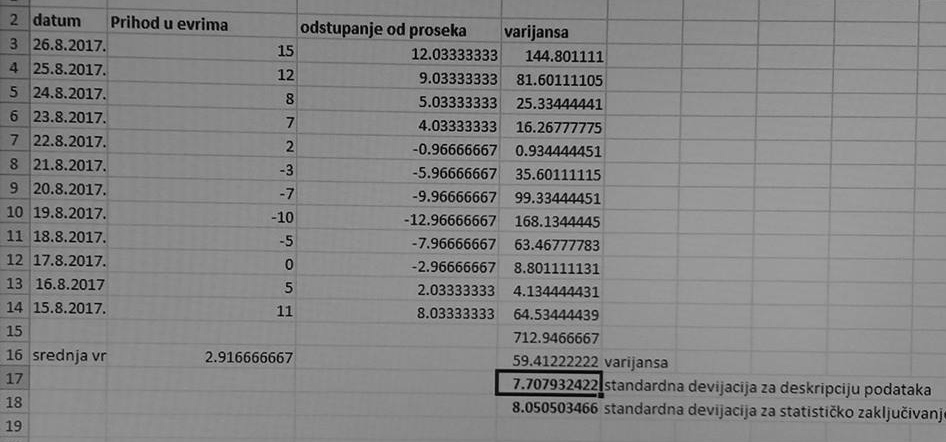 2 datum Prihod u evrima odstupanje od proseka varijansa
3 26.8.2017. 15 12.03333333 144.801111
4 25.8.2017. 12 9.03333333 81.60111105
5 24.8.2017. 8 5.03333333 25.33444441
6 23.8.2017. 7 4.03333333 16.26777775
7 22.8.2017. 2 -0.96666667 0.934444451
8 21.8.2017. -3 -5.96666667 35.60111115
9 20.8.2017. -7 -9.96666667 99.33444451
10 19.8.2017. -10 -12.96666667 168.1344445
11 18.8.2017. -5 -7.96666667 63.46777783
12 17.8.2017. 0 -2.96666667 8.801111131
13 16.8.2017 5 2.03333333 4.134444431
14 15.8.2017. 11 8.03333333 64.53444439
15 712.9466667
16 srednja vr 2.916666667 59.41222222 varijansa
17 7.707932422 standardna devijacija za deskripciju podataka
18 8.050503466 standardna devijacija za statističko zaključivanj
19